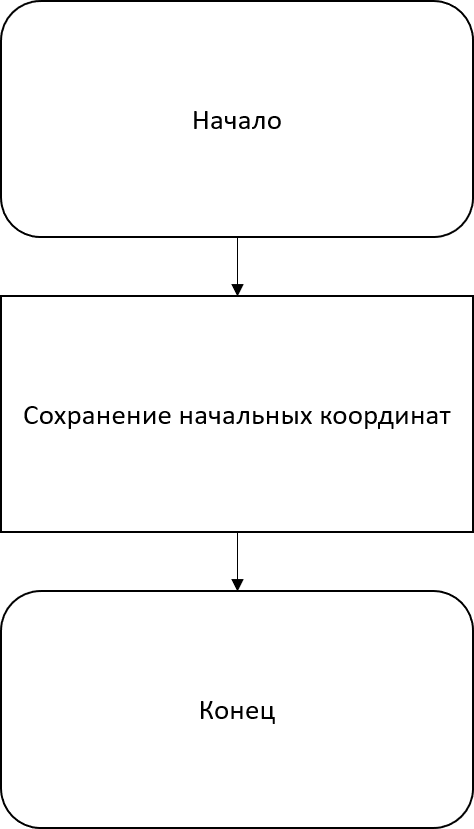 Начало
Сохранение начальных координат
Конец